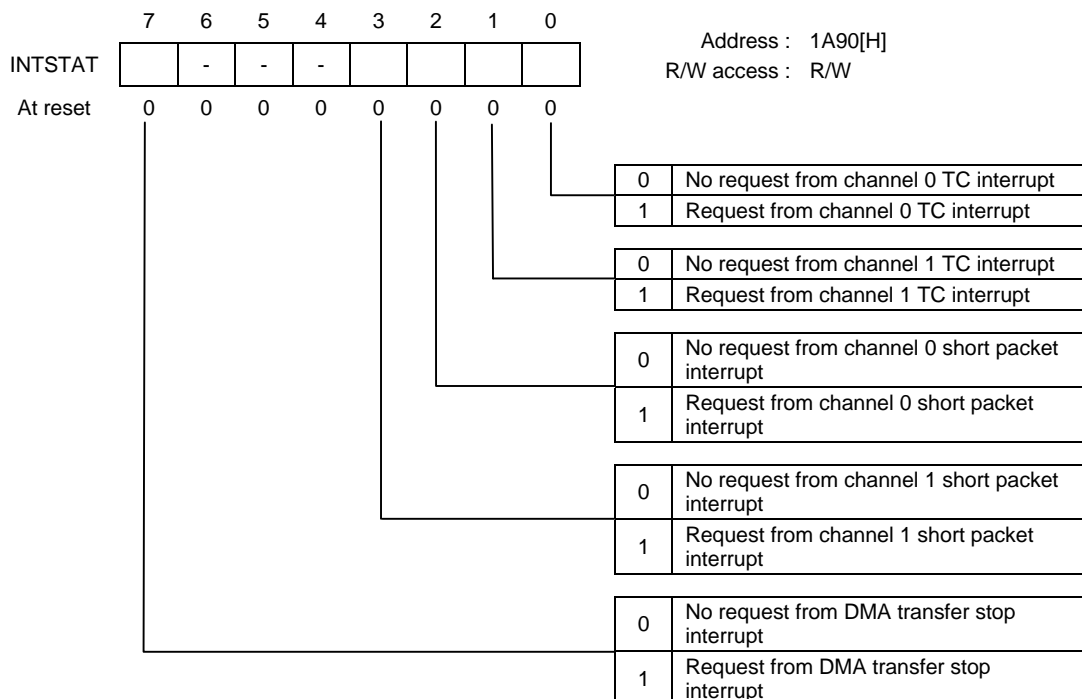 7 6 5 4 3 2 1 0
Address : 1A90[H]
INTSTAT - - -
R/W access : R/W
At reset 0 0 0 0 0 0 0 0
0 No request from channel 0 TC interrupt
1 Request from channel 0 TC interrupt
0 No request from channel 1 TC interrupt
1 Request from channel 1 TC interrupt
0 No request from channel 0 short packet
interrupt
1 Request from channel 0 short packet
interrupt
0 No request from channel 1 short packet
interrupt
1 Request from channel 1 short packet
interrupt
0 No request from DMA transfer stop
interrupt
1 Request from DMA transfer stop
interrupt